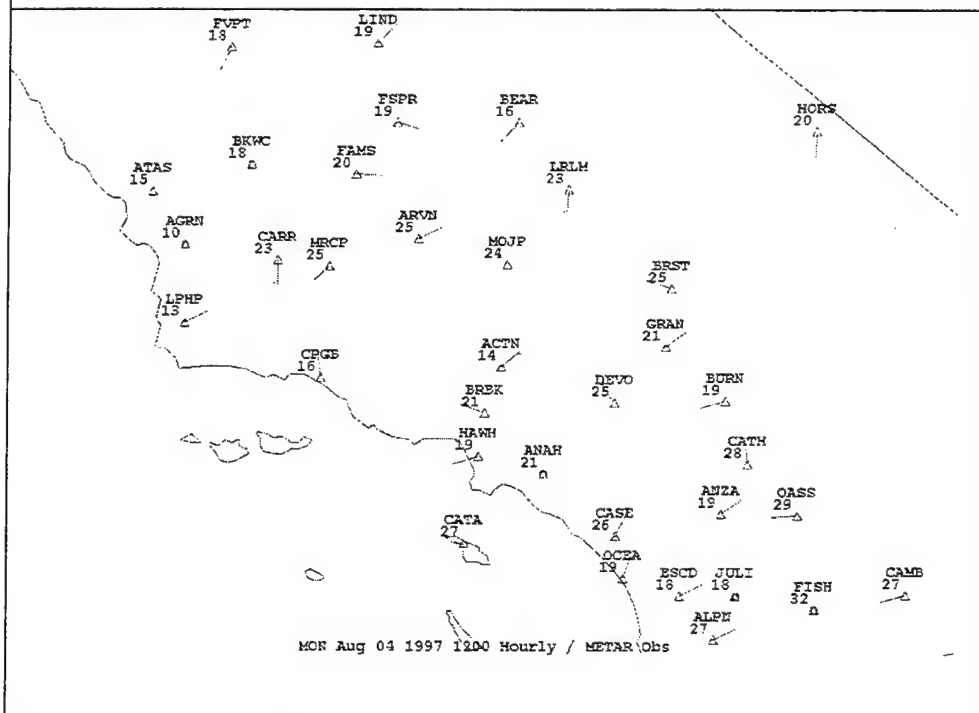 FVPT
18
LIND
19
FSPR
19
BEAR
16
HORS
20
BKWC
18
FAMS
20
ATAS
15
LRLM
23
AGRN
10
CARR
23
MRCP
25
ARVN
25
MOJP
24
BRST
25
LPHP
13
GRAN
21
CPGB
16
ACTN
14
BRBK
21
DEVO
25
BURN
19
HAWH
19
ANAH
21
CATH
28
ANZA
19
OASS
29
CATA
27
CASE
26
OCEA
19
ESCD
18
JULI
18
FISH
32
CAMB
27
ALPN
27
MON Aug 04 1997 1200 Hourly / METAR Obs